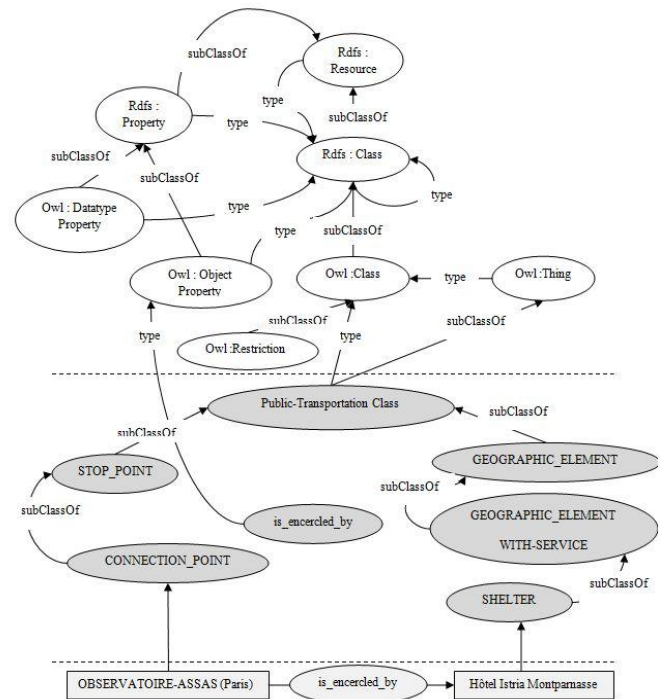 subClassOf
Rdfs :
Resource
Rdfs :
Property
type
type
subClassOf
subClassOf
Rdfs : Class
subClassOf
type
Owl : Datatype
Property
type
type
subClassOf
Owl : Object
Property
Owl :Class
type
Owl :Thing
type
subClassOf
Owl :Restriction
type
subClassOf
Public-Transportation Class
subClassOf
subClassOf
STOP_POINT
GEOGRAPHIC_ELEMENT
subClassOf
subClassOf
is_encercled_by
GEOGRAPHIC_ELEMENT
WITH-SERVICE
CONNECTION_POINT
subClassOf
SHELTER
OBSERVATOIRE-ASSAS (Paris)
is_encercled_by
Hôtel Istria Montparnasse